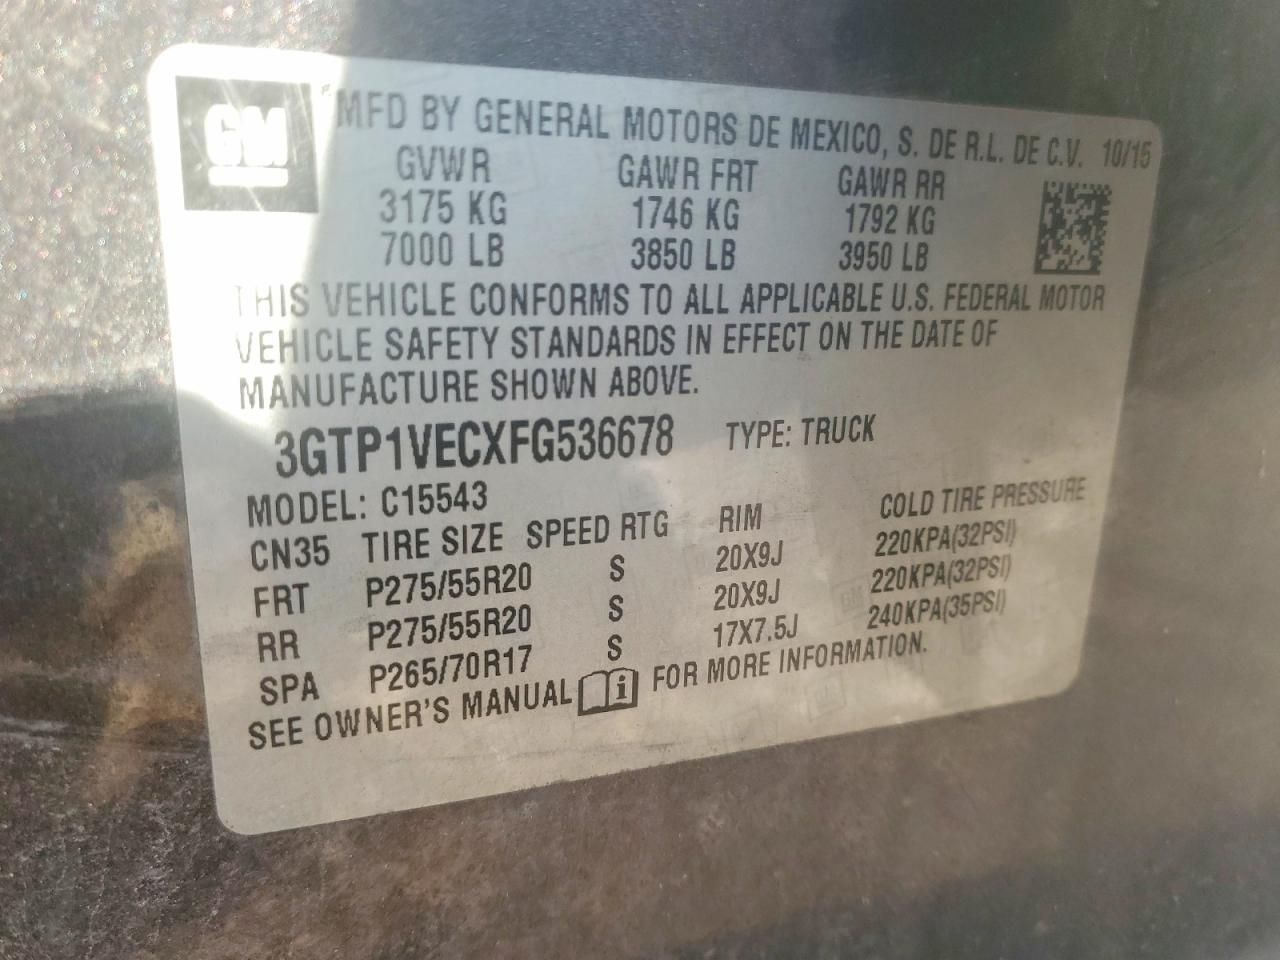 GM
MFD BY GENERAL MOTORS DE MEXICO, S. DE R.L. DE C.V. 10/15
GVWR GAWR FRT GAWR RR
3175 KG 1746 KG 1792 KG
7000 LB 3850 LB 3950 LB
THIS VEHICLE CONFORMS TO ALL APPLICABLE U.S. FEDERAL MOTOR
VEHICLE SAFETY STANDARDS IN EFFECT ON THE DATE OF
MANUFACTURE SHOWN ABOVE.
3GTP1VECXFG536678 TYPE: TRUCK
MODEL: C15543
CN35 TIRE SIZE SPEED RTG RIM COLD TIRE PRESSURE
FRT P275/55R20 S 20X9J 220KPA(32PSI)
RR P275/55R20 S 20X9J 220KPA(32PSI)
SPA P265/70R17 S 17X7.5J 240KPA(35PSI)
SEE OWNER'S MANUAL i FOR MORE INFORMATION.